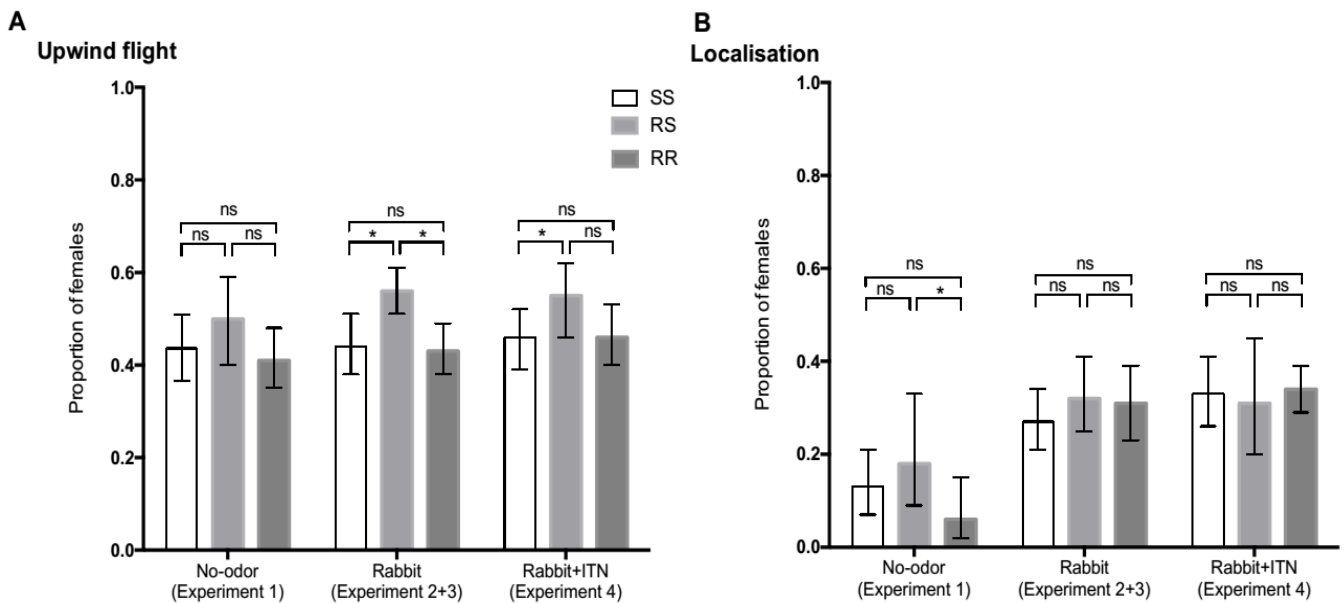 A
Upwind flight
SS
RS
RR
Proportion of females
1.0
0.8
0.6
0.4
0.2
0.0
ns
ns ns
ns
* *
ns
* ns
No-odor
(Experiment 1)
Rabbit
(Experiment 2+3)
Rabbit+ITN
(Experiment 4)
B
Localisation
Proportion of females
1.0
0.8
0.6
0.4
0.2
0.0
ns
ns *
ns
ns ns
ns
ns ns
No-odor
(Experiment 1)
Rabbit
(Experiment 2+3)
Rabbit+ITN
(Experiment 4)